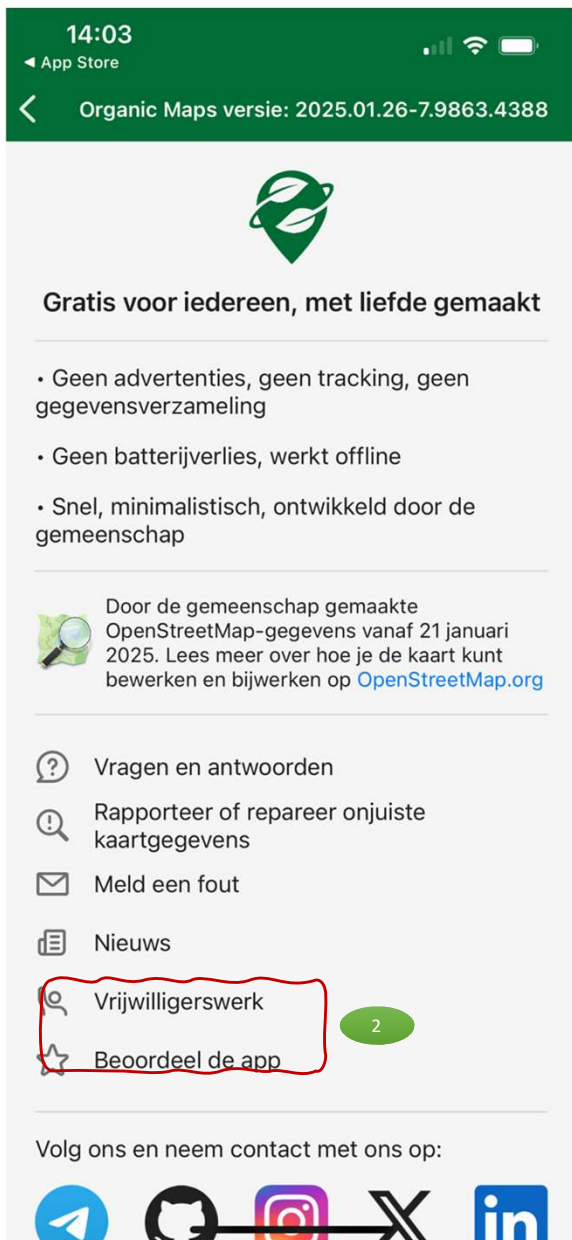 14:03
◀ App Store
Organic Maps versie: 2025.01.26-7.9863.4388
Gratis voor iedereen, met liefde gemaakt
• Geen advertenties, geen tracking, geen
gegevensverzameling
• Geen batterijverlies, werkt offline
• Snel, minimalistisch, ontwikkeld door de
gemeenschap
Door de gemeenschap gemaakte
OpenStreetMap-gegevens vanaf 21 januari
2025. Lees meer over hoe je de kaart kunt
bewerken en bijwerken op OpenStreetMap.org
Vragen en antwoorden
Rapporteer of repareer onjuiste
kaartgegevens
Meld een fout
Nieuws
Vrijwilligerswerk
2
Beoordeel de app
Volg ons en neem contact met ons op:
in